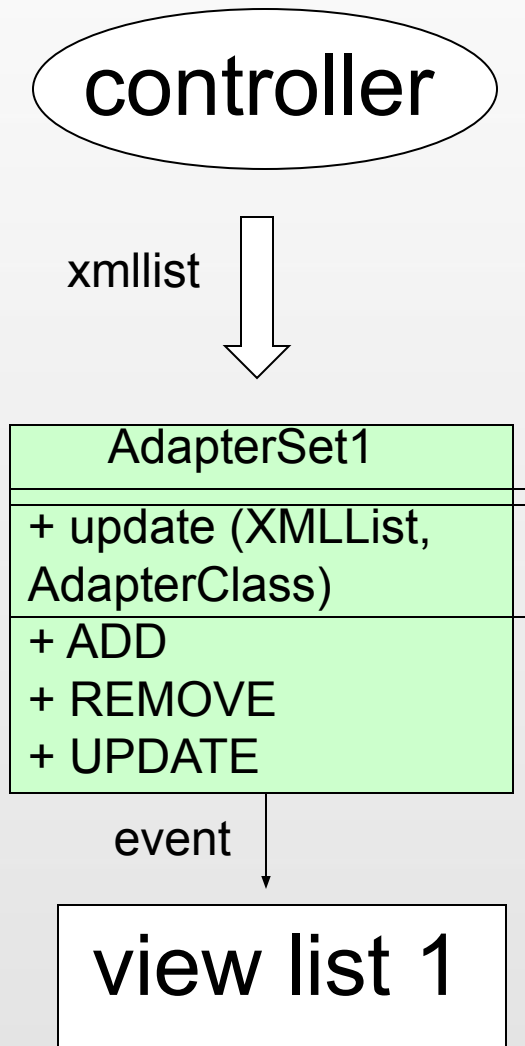 controller
xmllist
AdapterSet1
+ update (XMLList,
AdapterClass)
+ ADD
+ REMOVE
+ UPDATE
event
view list 1